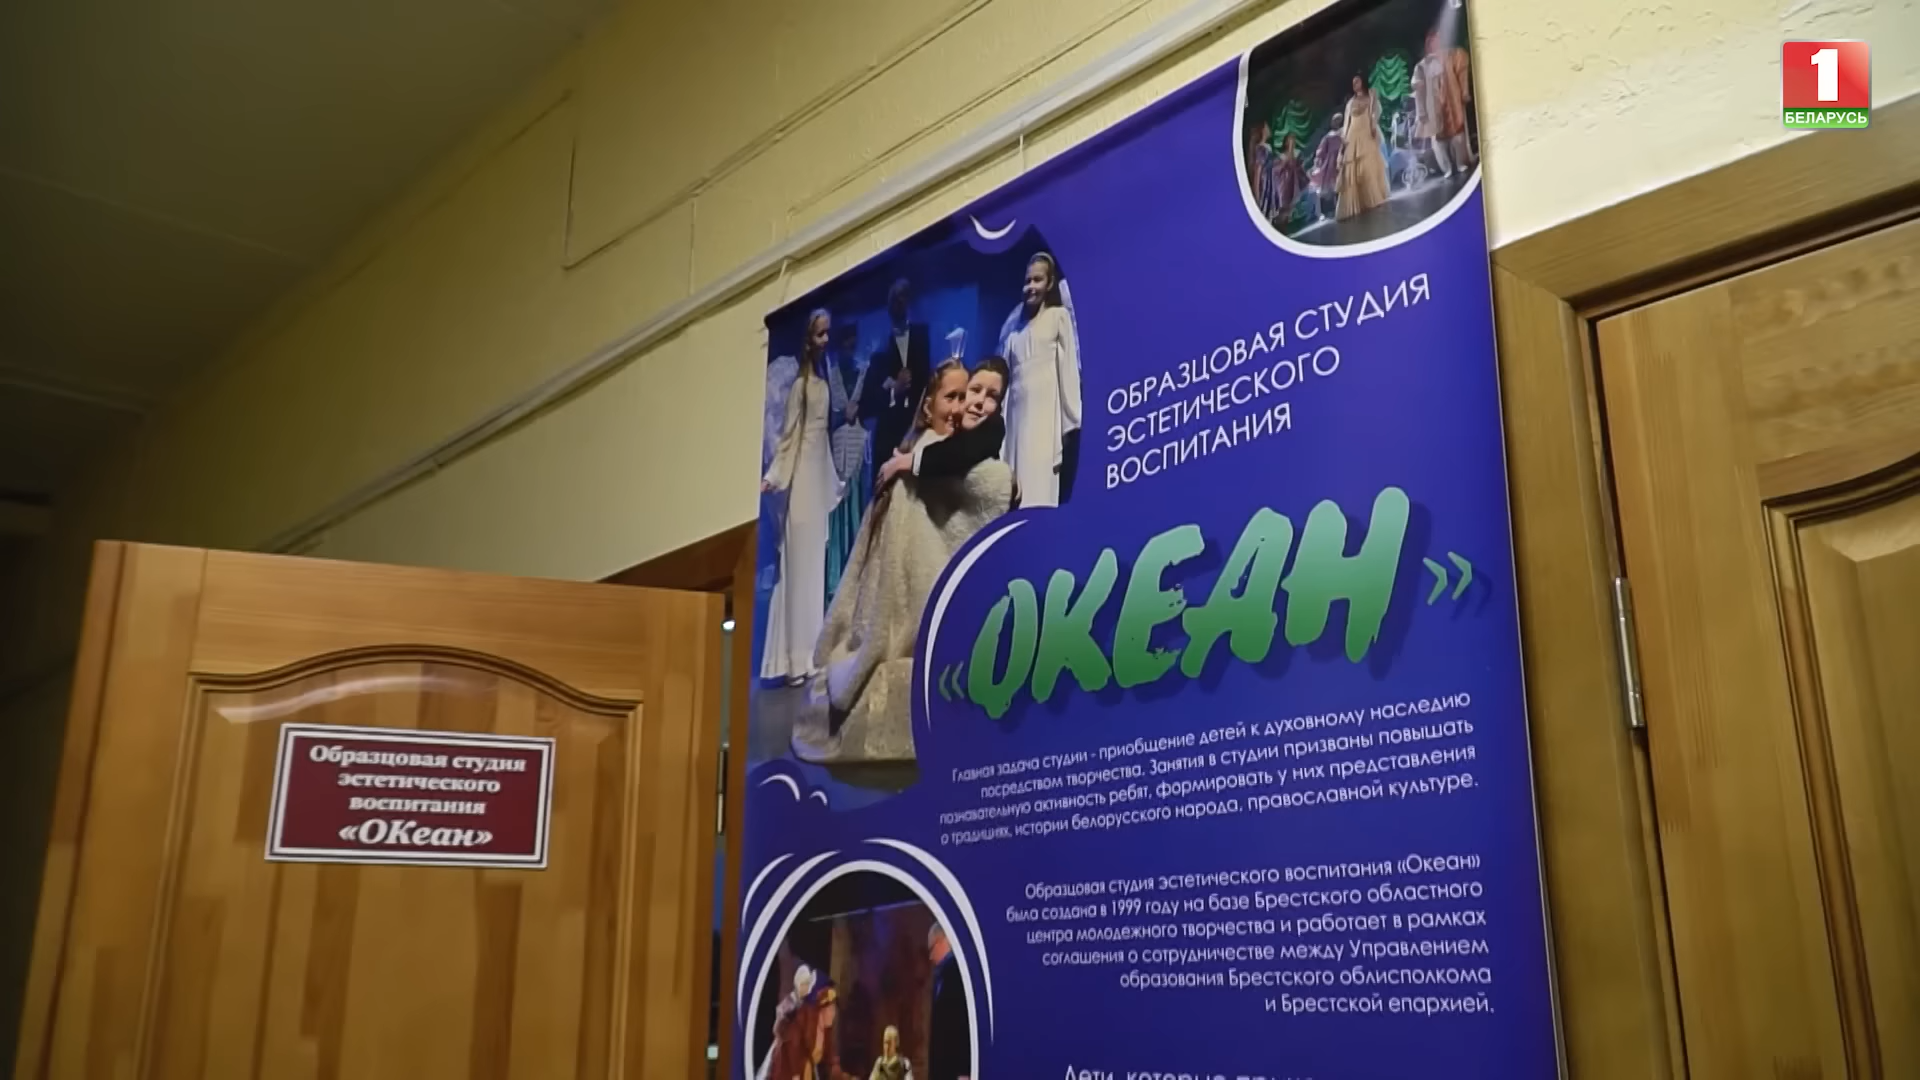 1
БЕЛАРУСЬ
ОБРАЗЦОВАЯ СТУДИЯ
ЭСТЕТИЧЕСКОГО
ВОСПИТАНИЯ
«ОКЕАН»
Главная задача студии - приобщение детей к духовному наследию
посредством творчества. Занятия в студии призваны повышать
познавательную активность ребят, формировать у них представления
о традициях, истории белорусского народа, православной культуре.
Образцовая студия эстетического воспитания «Океан»
была создана в 1999 году на базе Брестского областного
центра молодежного творчества и работает в рамках
соглашения о сотрудничестве между Управлением
образования Брестского облисполкома
и Брестской епархией.
Дети, которые
Образцовая студия
эстетического
воспитания
«ОКеан»